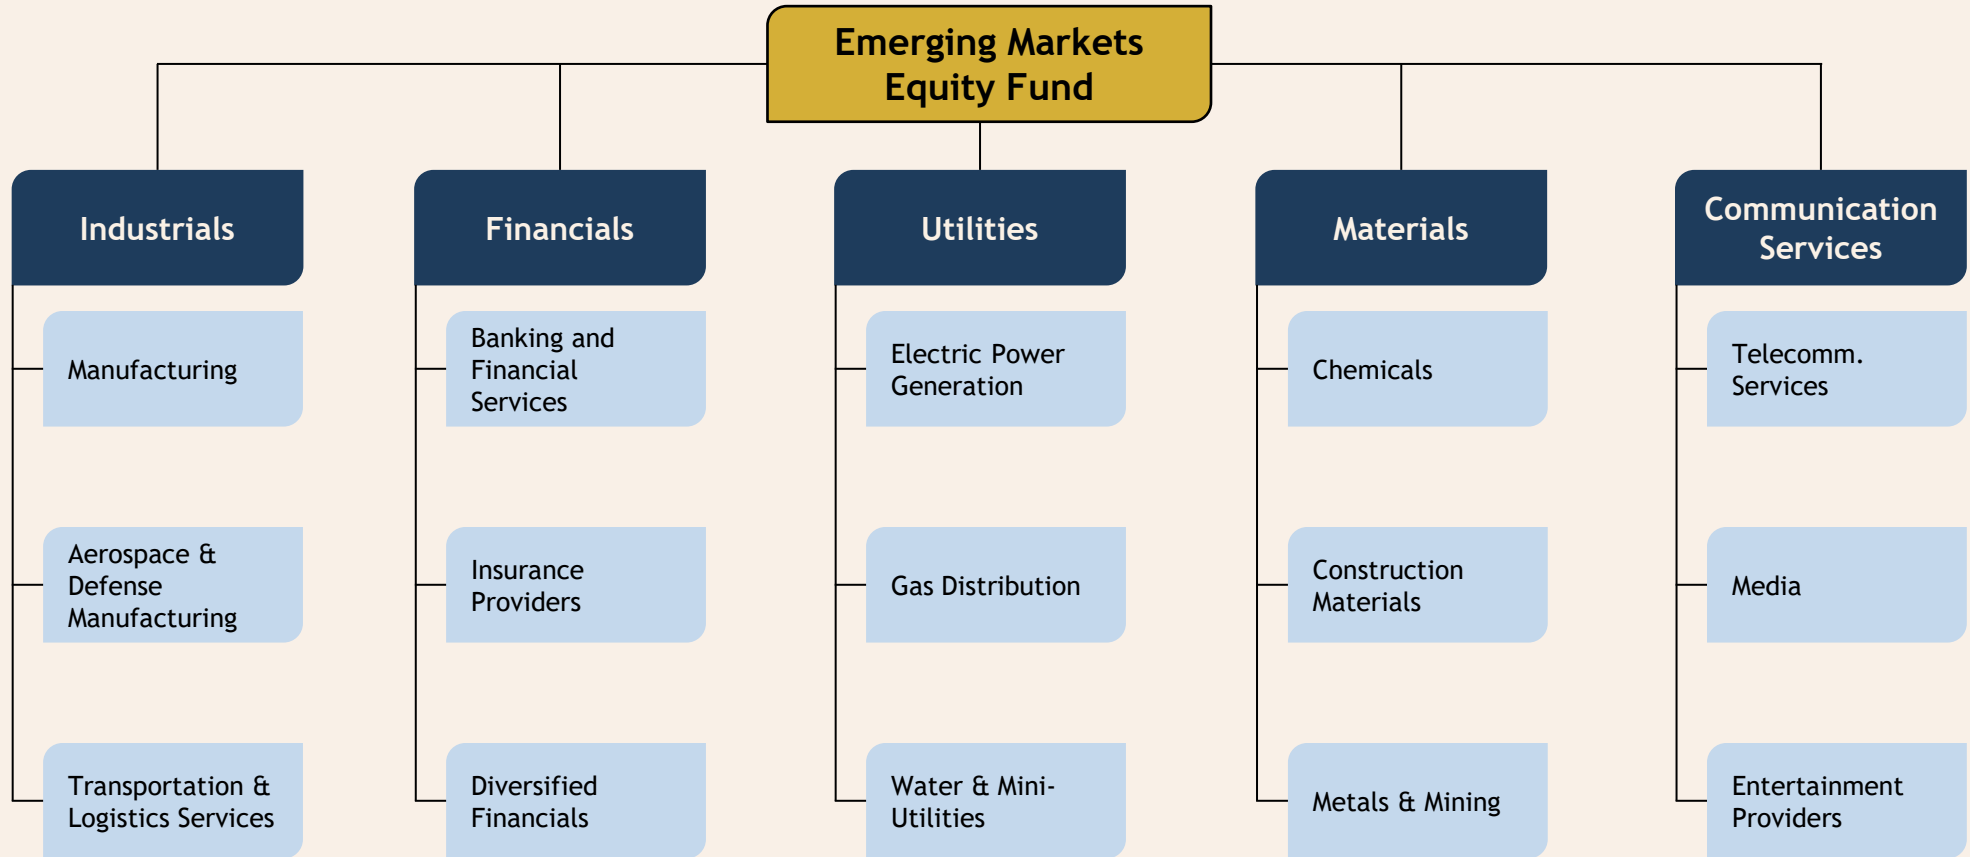 Emerging Markets
Equity Fund
Industrials
Manufacturing
Aerospace &
Defense
Manufacturing
Transportation &
Logistics Services
Financials
Banking and
Financial
Services
Insurance
Providers
Diversified
Financials
Utilities
Electric Power
Generation
Gas Distribution
Water & Mini-
Utilities
Materials
Chemicals
Construction
Materials
Metals & Mining
Communication
Services
Telecomm.
Services
Media
Entertainment
Providers